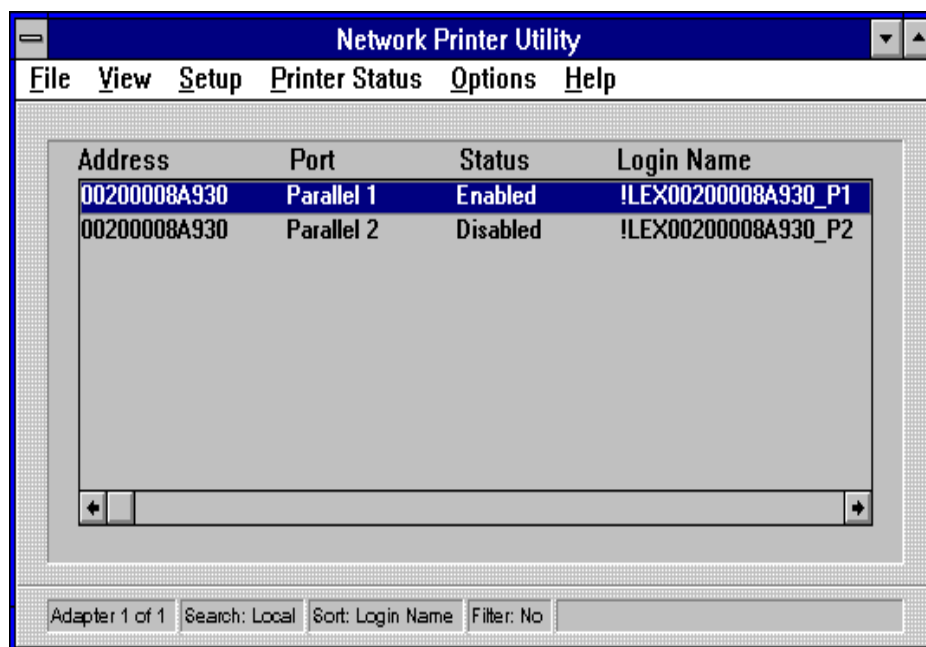 Network Printer Utility
File View Setup Printer Status Options Help
Address Port Status Login Name
00200008A930 Parallel 1 Enabled !LEX00200008A930_P1
00200008A930 Parallel 2 Disabled !LEX00200008A930_P2
Adapter 1 of 1 Search: Local Sort: Login Name Filter: No